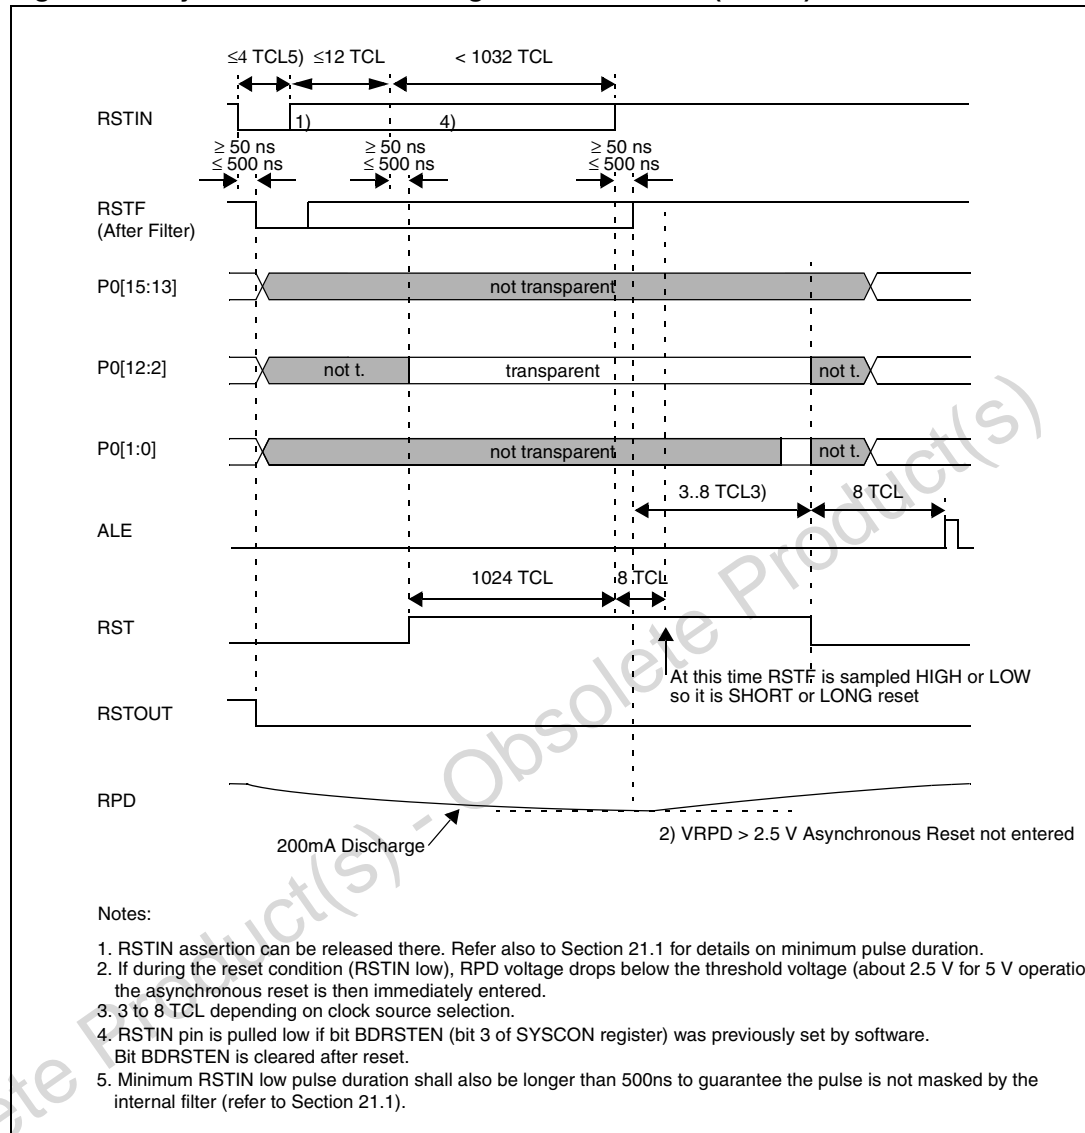 ≤4 TCL5) ≤12 TCL < 1032 TCL
RSTIN
1) 4)
≥ 50 ns ≥ 50 ns ≥ 50 ns
≤ 500 ns ≤ 500 ns ≤ 500 ns
RSTF
(After Filter)
P0[15:13] not transparent
P0[12:2] not t. transparent not t.
P0[1:0] not transparent not t.
3..8 TCL3) 8 TCL
ALE
1024 TCL 8 TCL
RST
At this time RSTF is sampled HIGH or LOW
so it is SHORT or LONG reset
RSTOUT
RPD
200mA Discharge
2) VRPD > 2.5 V Asynchronous Reset not entered
Notes:
1. RSTIN assertion can be released there. Refer also to Section 21.1 for details on minimum pulse duration.
2. If during the reset condition (RSTIN low), RPD voltage drops below the threshold voltage (about 2.5 V for 5 V operatio
the asynchronous reset is then immediately entered.
3. 3 to 8 TCL depending on clock source selection.
4. RSTIN pin is pulled low if bit BDRSTEN (bit 3 of SYSCON register) was previously set by software.
Bit BDRSTEN is cleared after reset.
5. Minimum RSTIN low pulse duration shall also be longer than 500ns to guarantee the pulse is not masked by the
internal filter (refer to Section 21.1).
ete Product(s) - Obsolete Product(s)